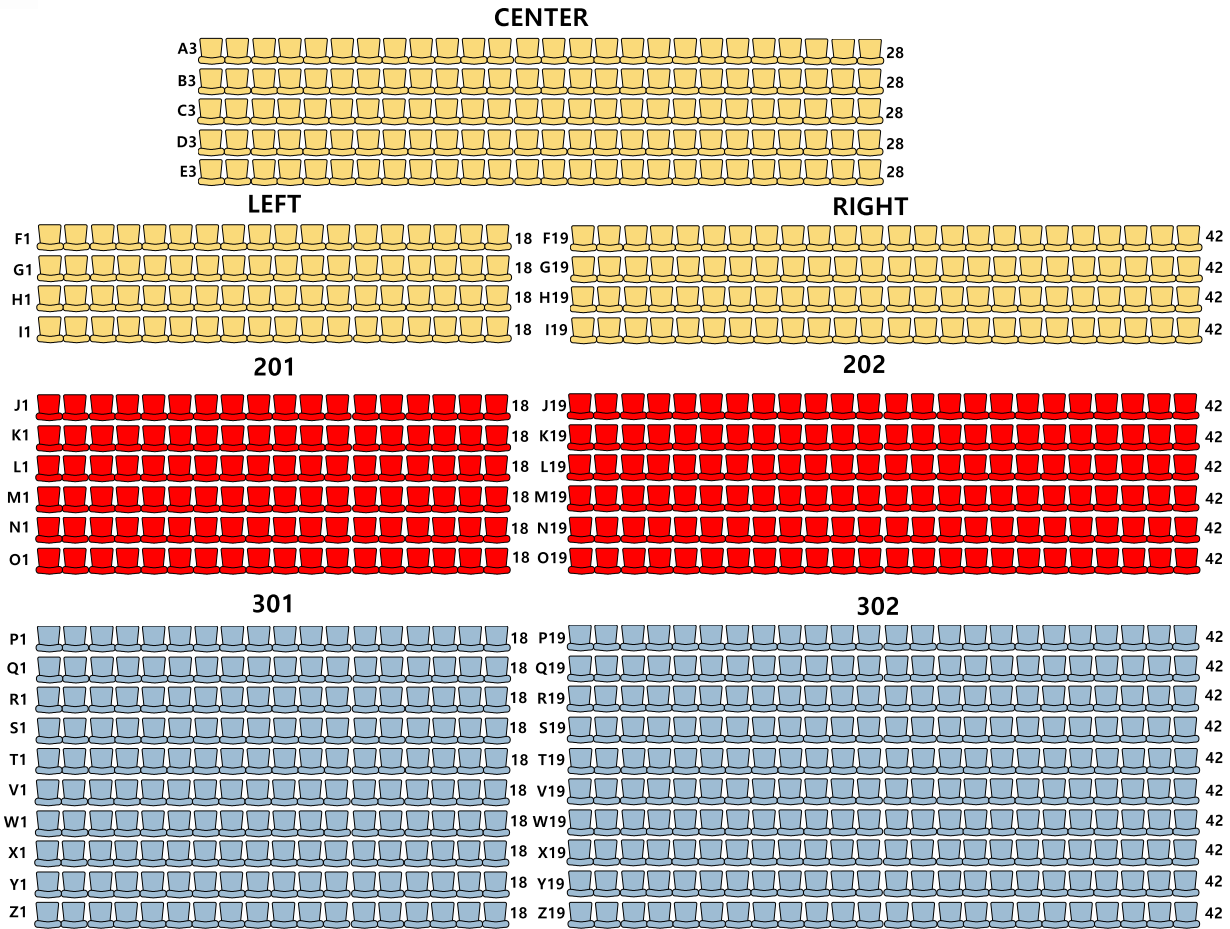 CENTER
A3 28
B3 28
C3 28
D3 28
E3 28
LEFT RIGHT
F1 18 F19 42
G1 18 G19 42
H1 18 H19 42
I1 18 I19 42
201 202
J1 18 J19 42
K1 18 K19 42
L1 18 L19 42
M1 18 M19 42
N1 18 N19 42
O1 18 O19 42
301 302
P1 18 P19 42
Q1 18 Q19 42
R1 18 R19 42
S1 18 S19 42
T1 18 T19 42
V1 18 V19 42
W1 18 W19 42
X1 18 X19 42
Y1 18 Y19 42
Z1 18 Z19 42